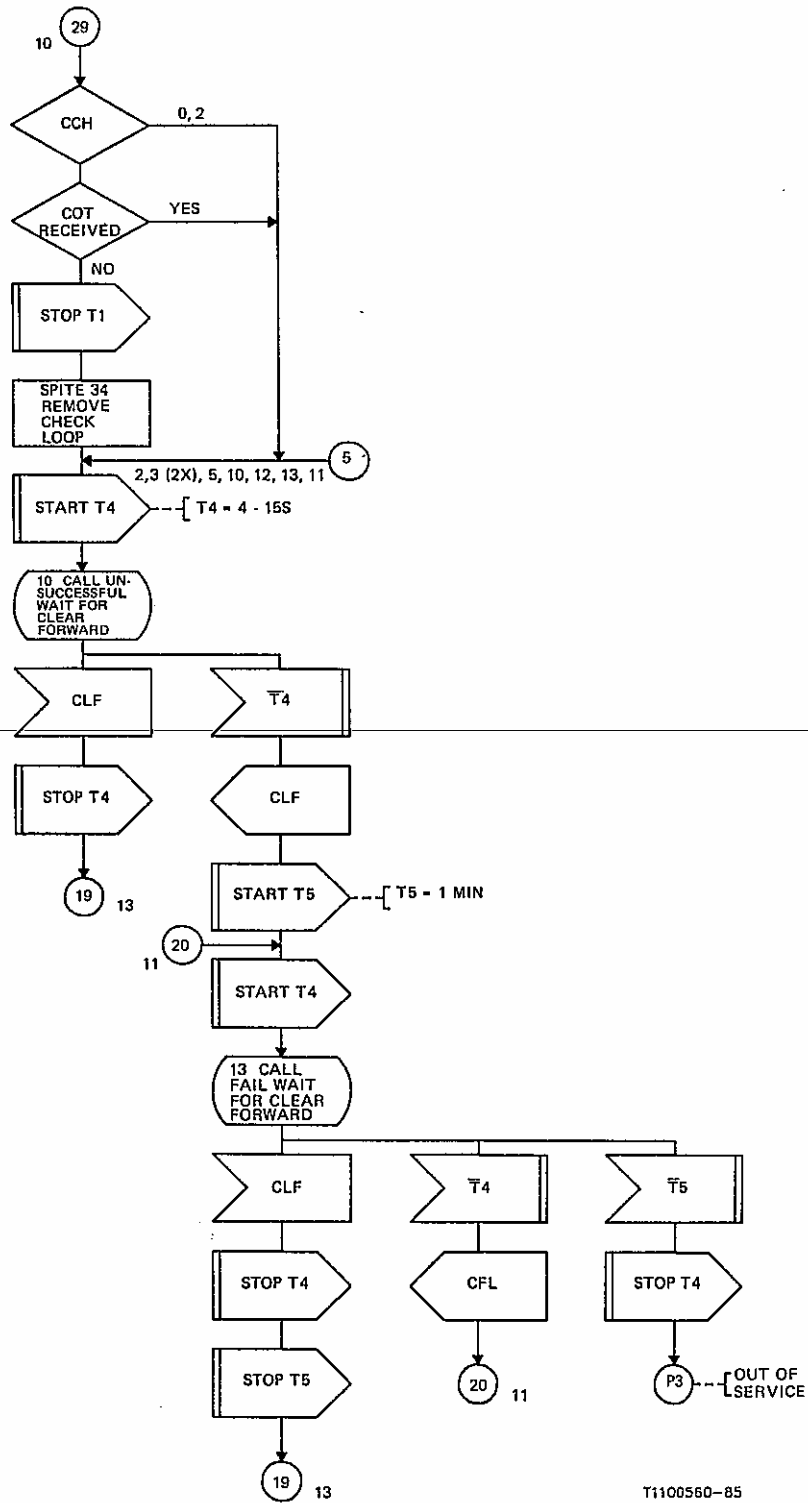 29
10
CCH
0, 2
COT
RECEIVED
YES
NO
STOP T1
SPITE 34
REMOVE
CHECK
LOOP
5
2,3 (2X), 5, 10, 12, 13, 11
START T4
T4 = 4 - 15S
10 CALL UN-
SUCCESSFUL
WAIT FOR
CLEAR
FORWARD
CLF
T̅4
STOP T4
CLF
19
13
START T5
T5 = 1 MIN
20
11
START T4
13 CALL
FAIL WAIT
FOR CLEAR
FORWARD
CLF
T̅4
T̅5
STOP T4
CFL
STOP T4
STOP T5
20
11
P3
OUT OF
SERVICE
19
13
T1100560-85